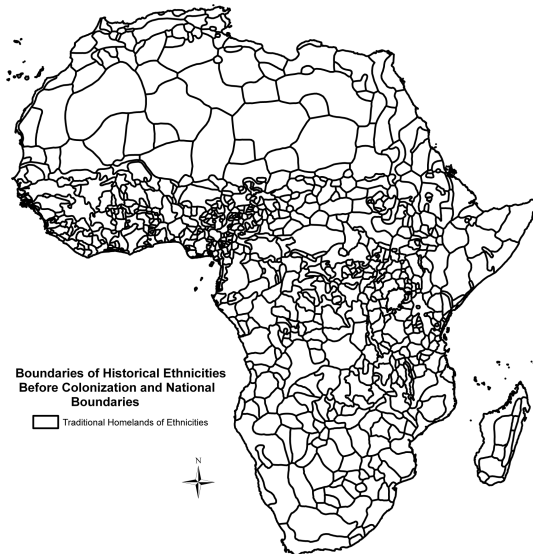 Boundaries of Historical Ethnicities
Before Colonization and National
Boundaries
Traditional Homelands of Ethnicities
N